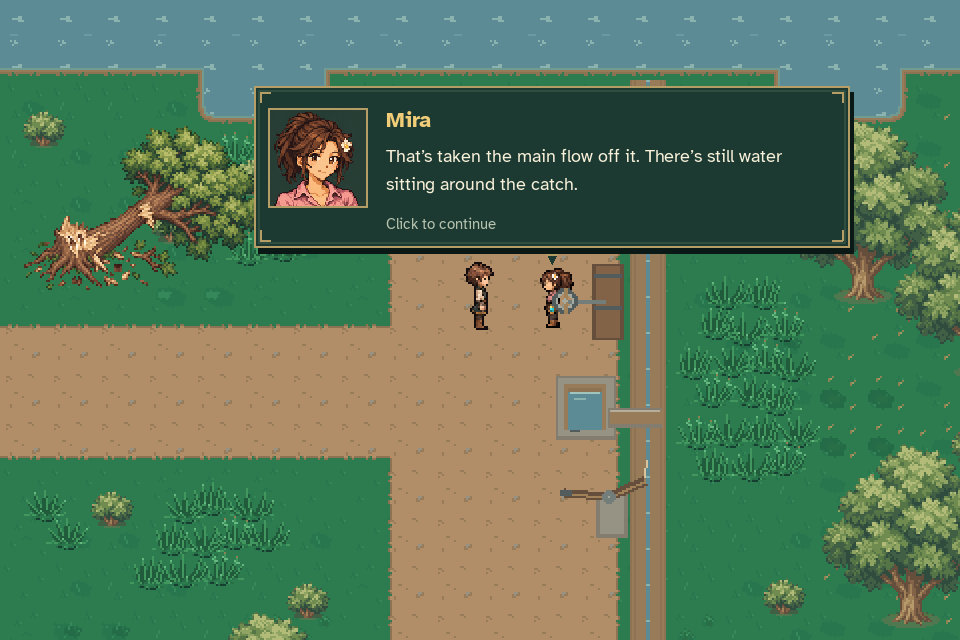 Mira
That's taken the main flow off it. There's still water
sitting around the catch.
Click to continue